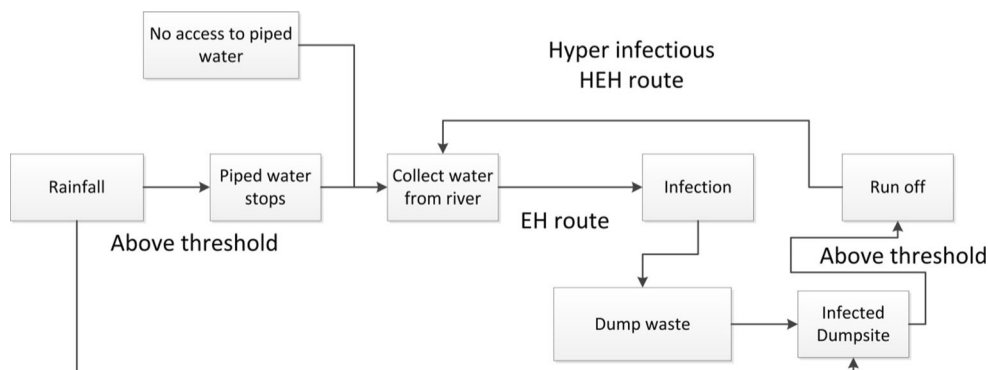 No access to piped
water
Hyper infectious
HEH route
Rainfall
Piped water
stops
Collect water
from river
Infection
Run off
Above threshold
EH route
Above threshold
Dump waste
Infected
Dumpsite